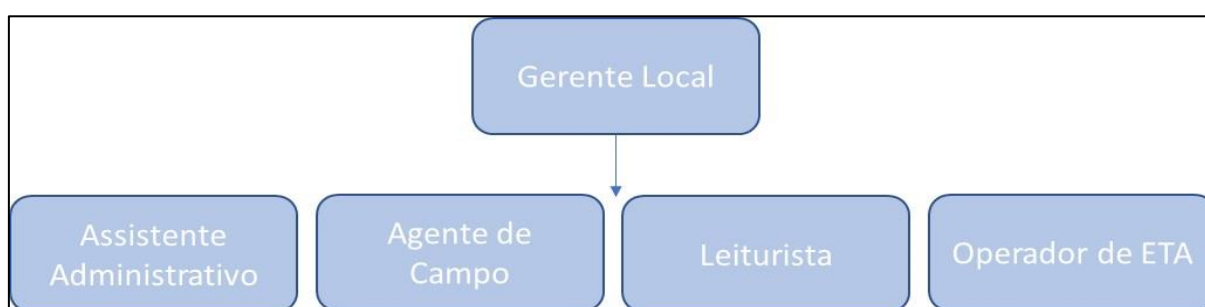 Gerente Local
Assistente
Administrativo
Agente de
Campo
Leiturista
Operador de ETA